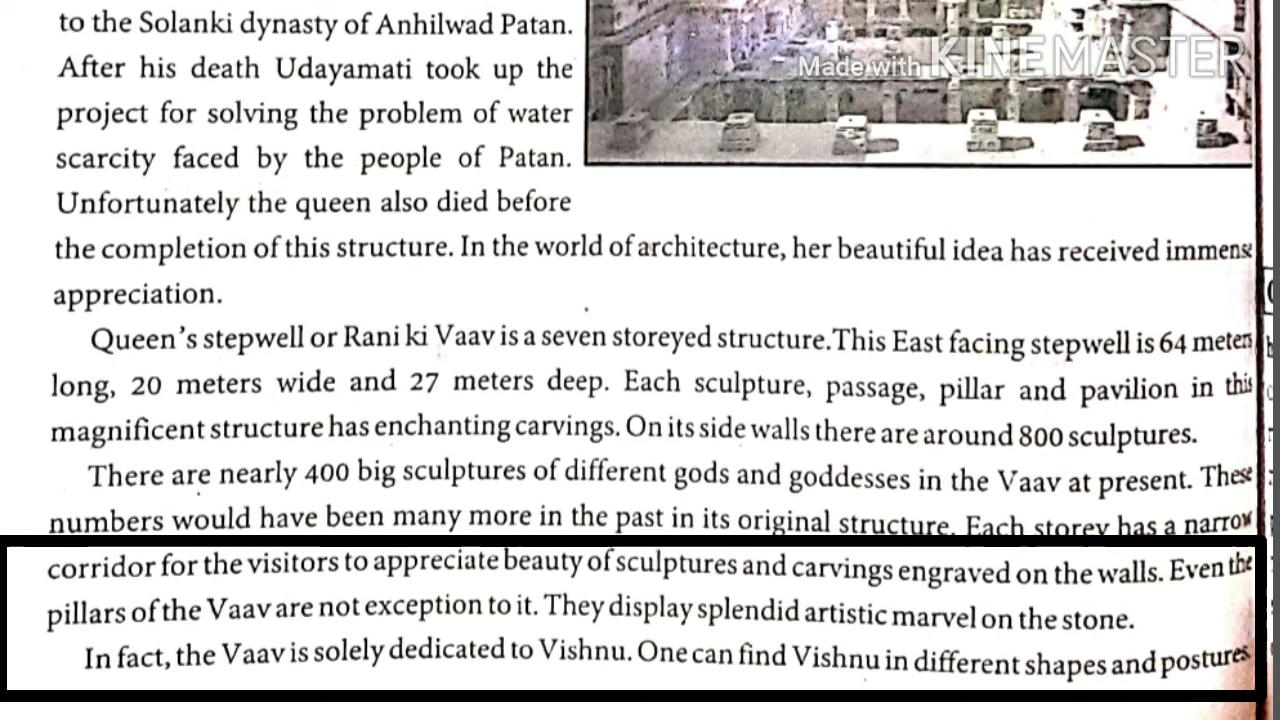 to the Solanki dynasty of Anhilwad Patan.
After his death Udayamati took up the
project for solving the problem of water
scarcity faced by the people of Patan.
Unfortunately the queen also died before
Made with KINEMASTER
the completion of this structure. In the world of architecture, her beautiful idea has received immense
appreciation.
Queen's stepwell or Rani ki Vaav is a seven storeyed structure.This East facing stepwell is 64 meters
long, 20 meters wide and 27 meters deep. Each sculpture, passage, pillar and pavilion in this
magnificent structure has enchanting carvings. On its side walls there are around 800 sculptures.
There are nearly 400 big sculptures of different gods and goddesses in the Vaav at present. These
numbers would have been many more in the past in its original structure. Each storey has a narrow
corridor for the visitors to appreciate beauty of sculptures and carvings engraved on the walls. Even the
pillars of the Vaav are not exception to it. They display splendid artistic marvel on the stone.
In fact, the Vaav is solely dedicated to Vishnu. One can find Vishnu in different shapes and postures